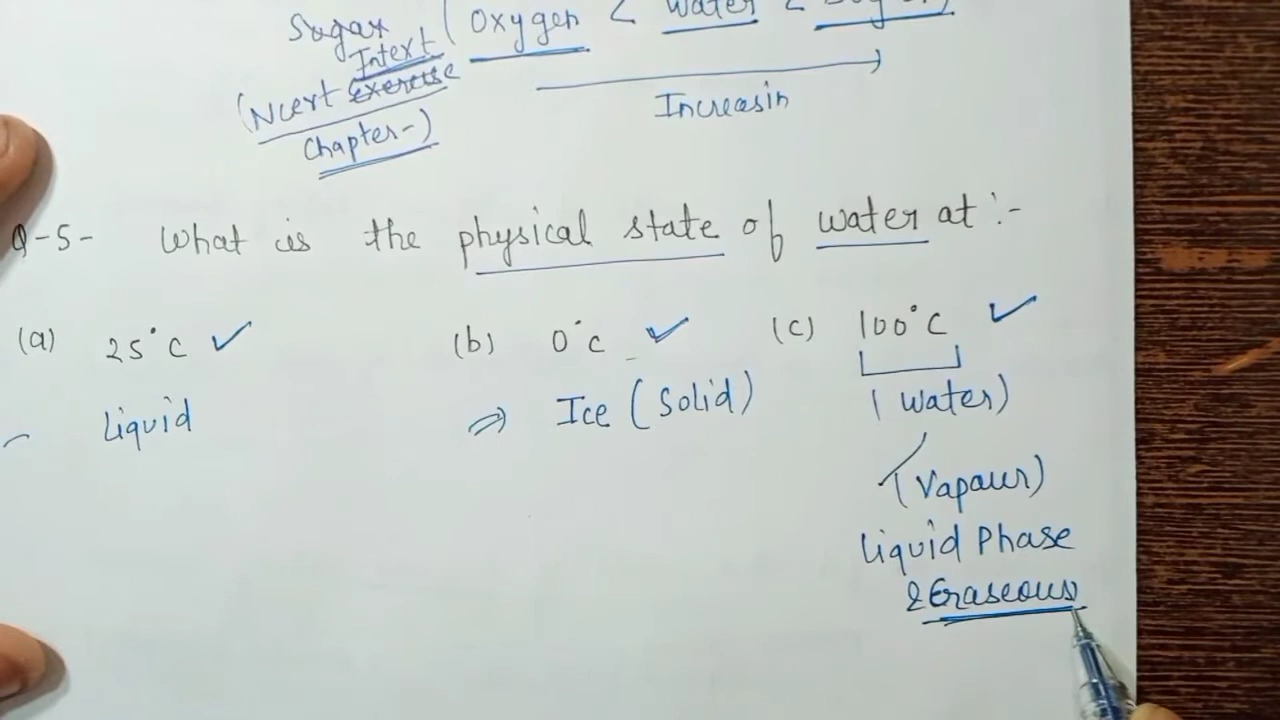 Sugar (Oxygen < Water <
Intext
(Ncert Exercise
Chapter-)
Increasin
Q-5- What is the physical state of water at :-
(a) 25°C ✓ (b) 0°C ✓ (c) 100°C ✓
Liquid ⇒ Ice (Solid) (Water)
(Vapour)
Liquid Phase
& Graseous